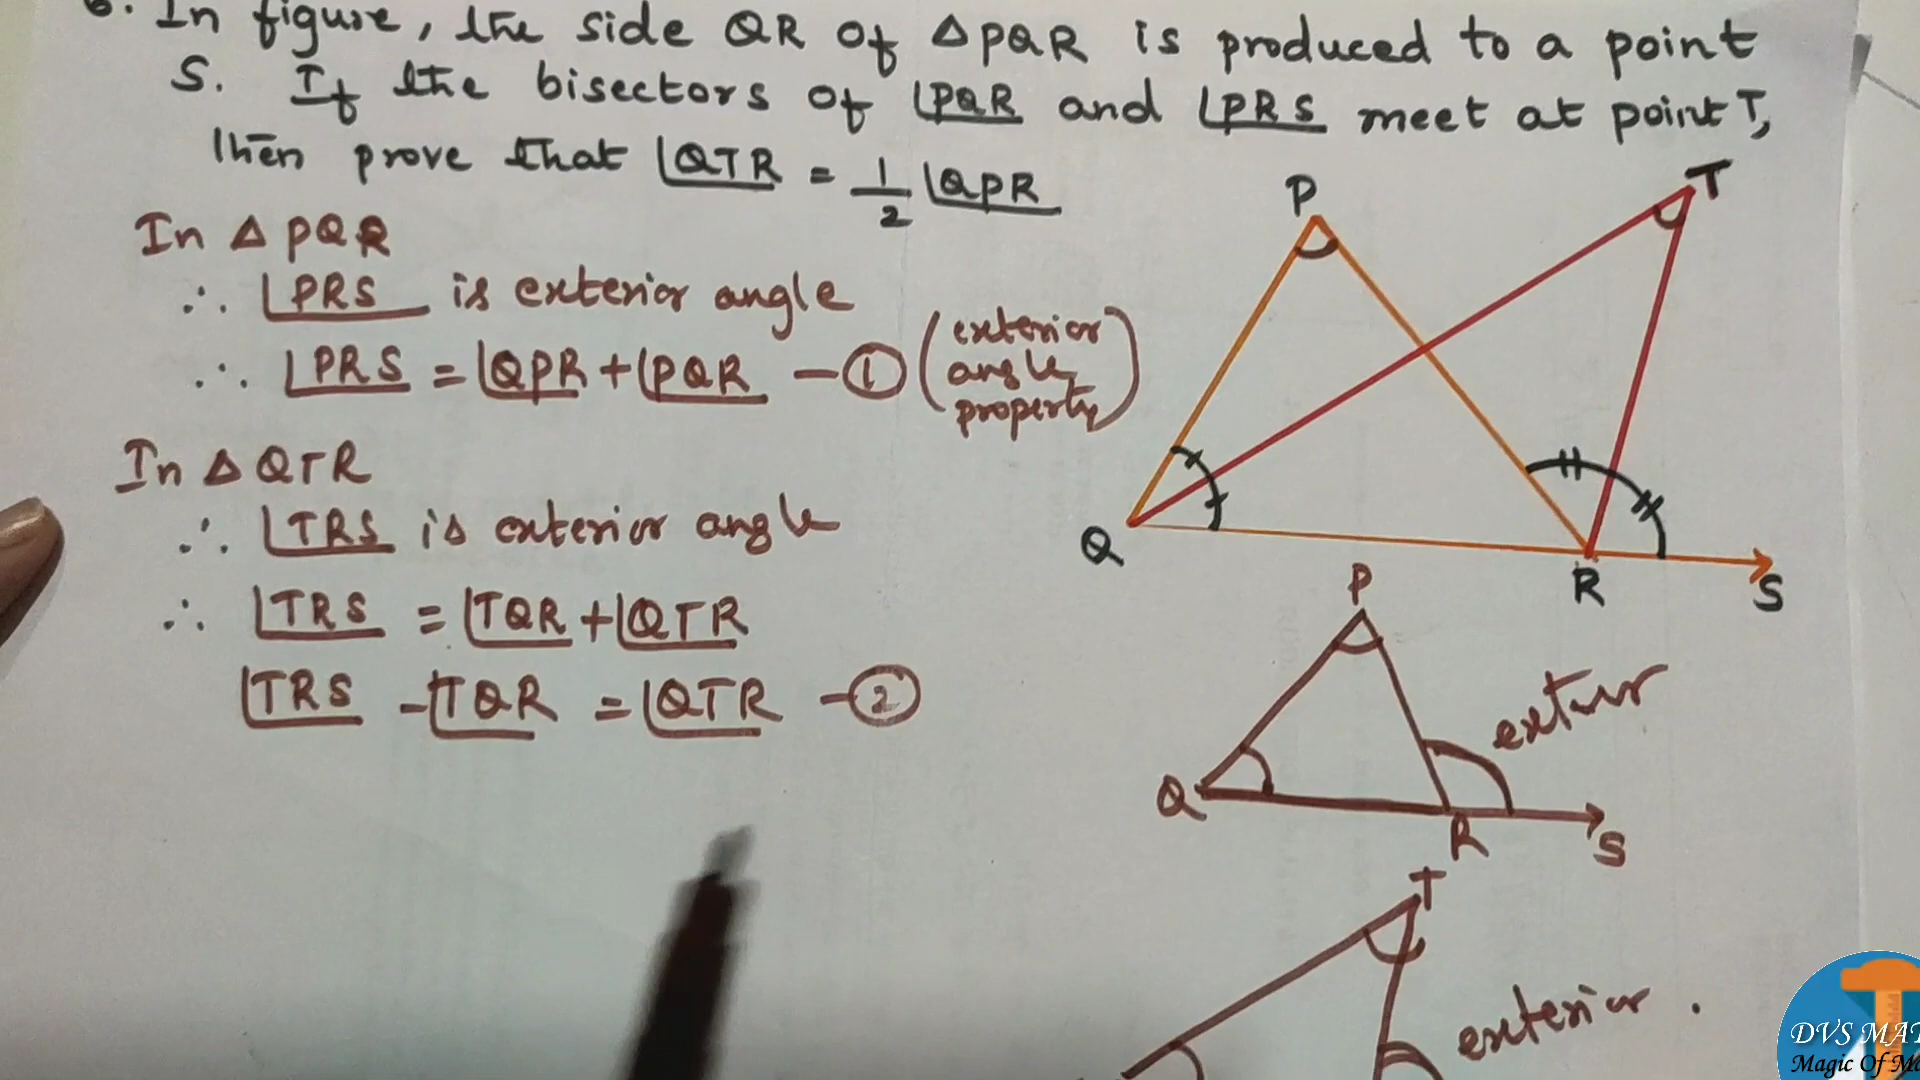 6. In figure, the side QR of △PQR is produced to a point
S. If the bisectors of ∠PQR and ∠PRS meet at point T,
then prove that ∠QTR = 1/2 ∠QPR
In △ PQR
∴ ∠PRS is exterior angle
∴ ∠PRS = ∠QPR + ∠PQR — ① (exterior angle property)
In △ QTR
∴ ∠TRS is exterior angle
∴ ∠TRS = ∠TQR + ∠QTR
∠TRS - ∠TQR = ∠QTR — ②
P
T
Q
R
S
P
exterior
Q
R
S
T
exterior .
DVS MAT
Magic Of Ma